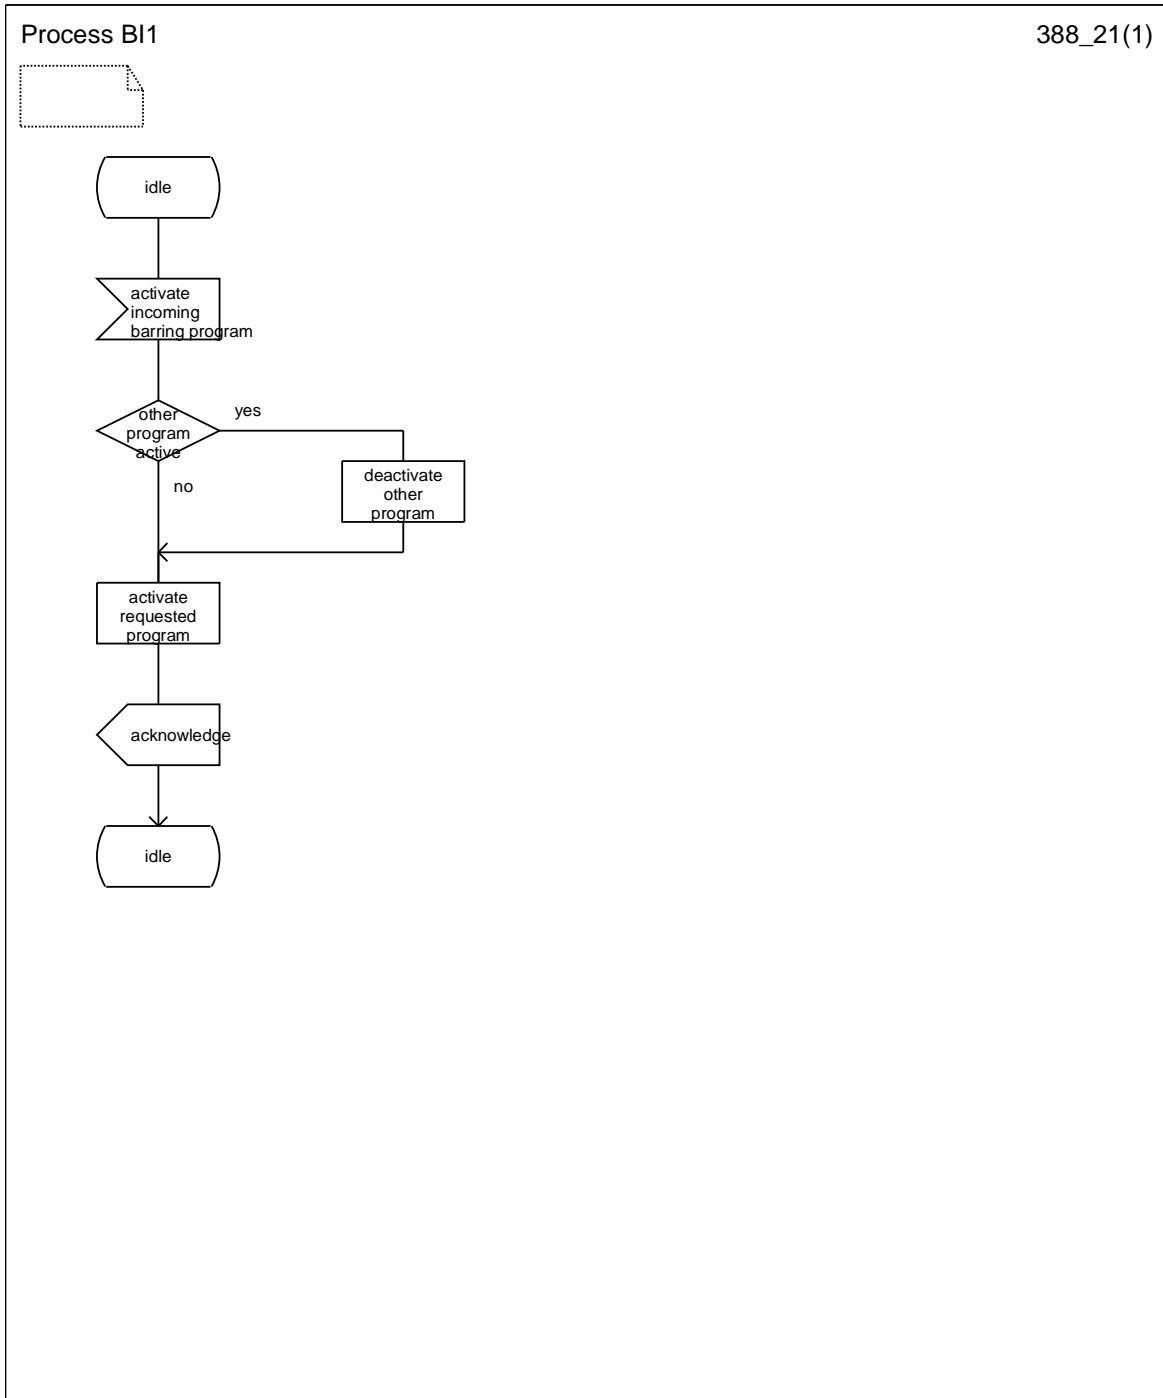 Process BI1
388_21(1)
idle
activate
incoming
barring program
other
program
active
yes
no
deactivate
other
program
activate
requested
program
acknowledge
idle